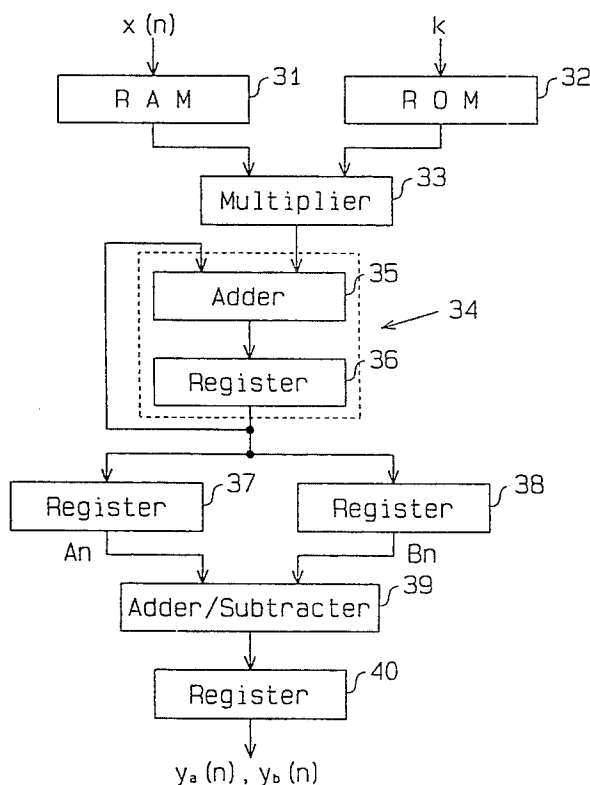 x(n) k
31 32
RAM ROM
33
Multiplier
35
Adder
34
36
Register
37 38
Register Register
An Bn
39
Adder/Subtracter
40
Register
yₐ(n), y_b(n)